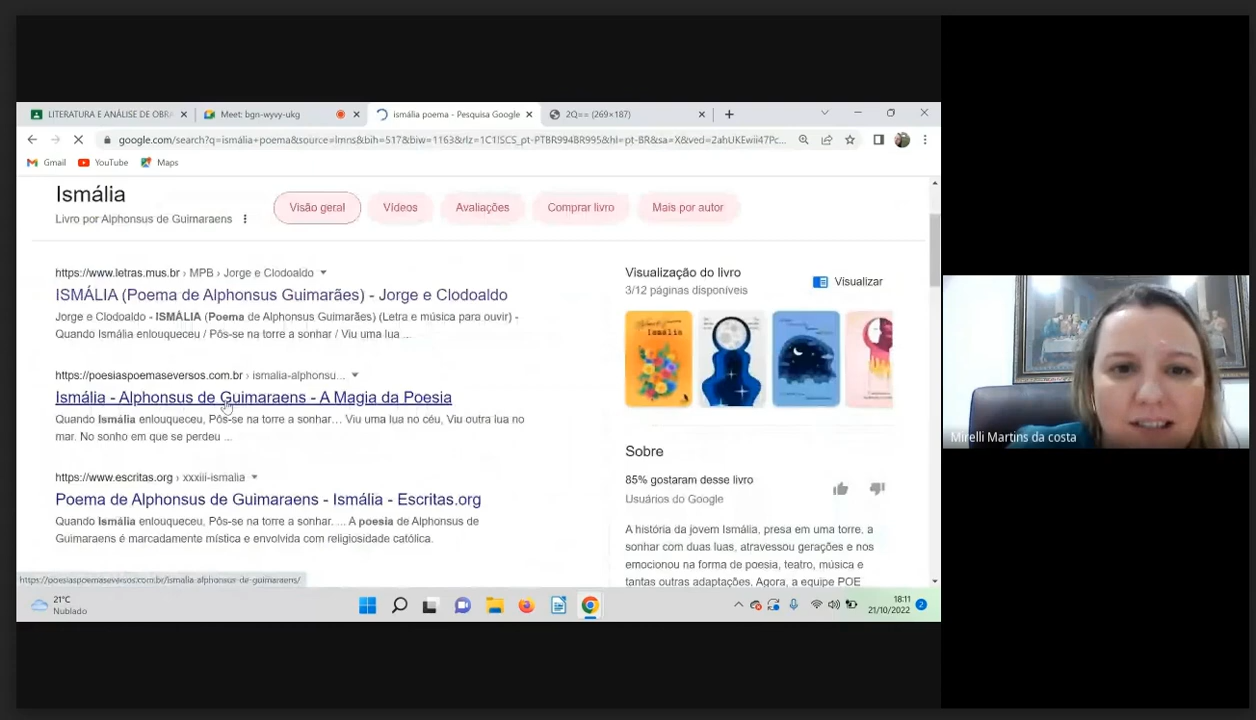 LITERATURA E ANÁLISE DE OBRA
Meet: bgn-wyvy-ukg
ismália poema - Pesquisa Google
2Q== (269×187)
google.com/search?q=ismália+poema&source=lmns&bih=517&biw=1163&rlz=1C1ISCS_pt-PTBR994BR995&hl=pt-BR&sa=X&ved=2ahUKEwii47Pc...
Gmail
YouTube
Maps
Ismália
Livro por Alphonsus de Guimaraens
Visão geral
Vídeos
Avaliações
Comprar livro
Mais por autor
https://www.letras.mus.br › MPB › Jorge e Clodoaldo
ISMÁLIA (Poema de Alphonsus Guimarães) - Jorge e Clodoaldo
Jorge e Clodoaldo - ISMÁLIA (Poema de Alphonsus Guimarães) (Letra e música para ouvir) -
Quando Ismália enlouqueceu / Pôs-se na torre a sonhar / Viu uma lua ...
https://poesiaspoemaseversos.com.br › ismalia-alphonsu...
Ismália - Alphonsus de Guimaraens - A Magia da Poesia
Quando Ismália enlouqueceu, Pôs-se na torre a sonhar... Viu uma lua no céu, Viu outra lua no
mar. No sonho em que se perdeu ...
https://www.escritas.org › xxxiii-ismalia
Poema de Alphonsus de Guimaraens - Ismália - Escritas.org
Quando Ismália enlouqueceu, Pôs-se na torre a sonhar. ... A poesia de Alphonsus de
Guimaraens é marcadamente mística e envolvida com religiosidade católica.
Visualização do livro
3/12 páginas disponíveis
Visualizar
Ismália
Sobre
85% gostaram desse livro
Usuários do Google
A história da jovem Ismália, presa em uma torre, a
sonhar com duas luas, atravessou gerações e nos
emocionou na forma de poesia, teatro, música e
tantas outras adaptações. Agora, a equipe POE
https://poesiaspoemaseversos.com.br/ismalia-alphonsus-de-guimaraens/
21°C
Nublado
18:11
21/10/2022
2
Mirelli Martins da costa